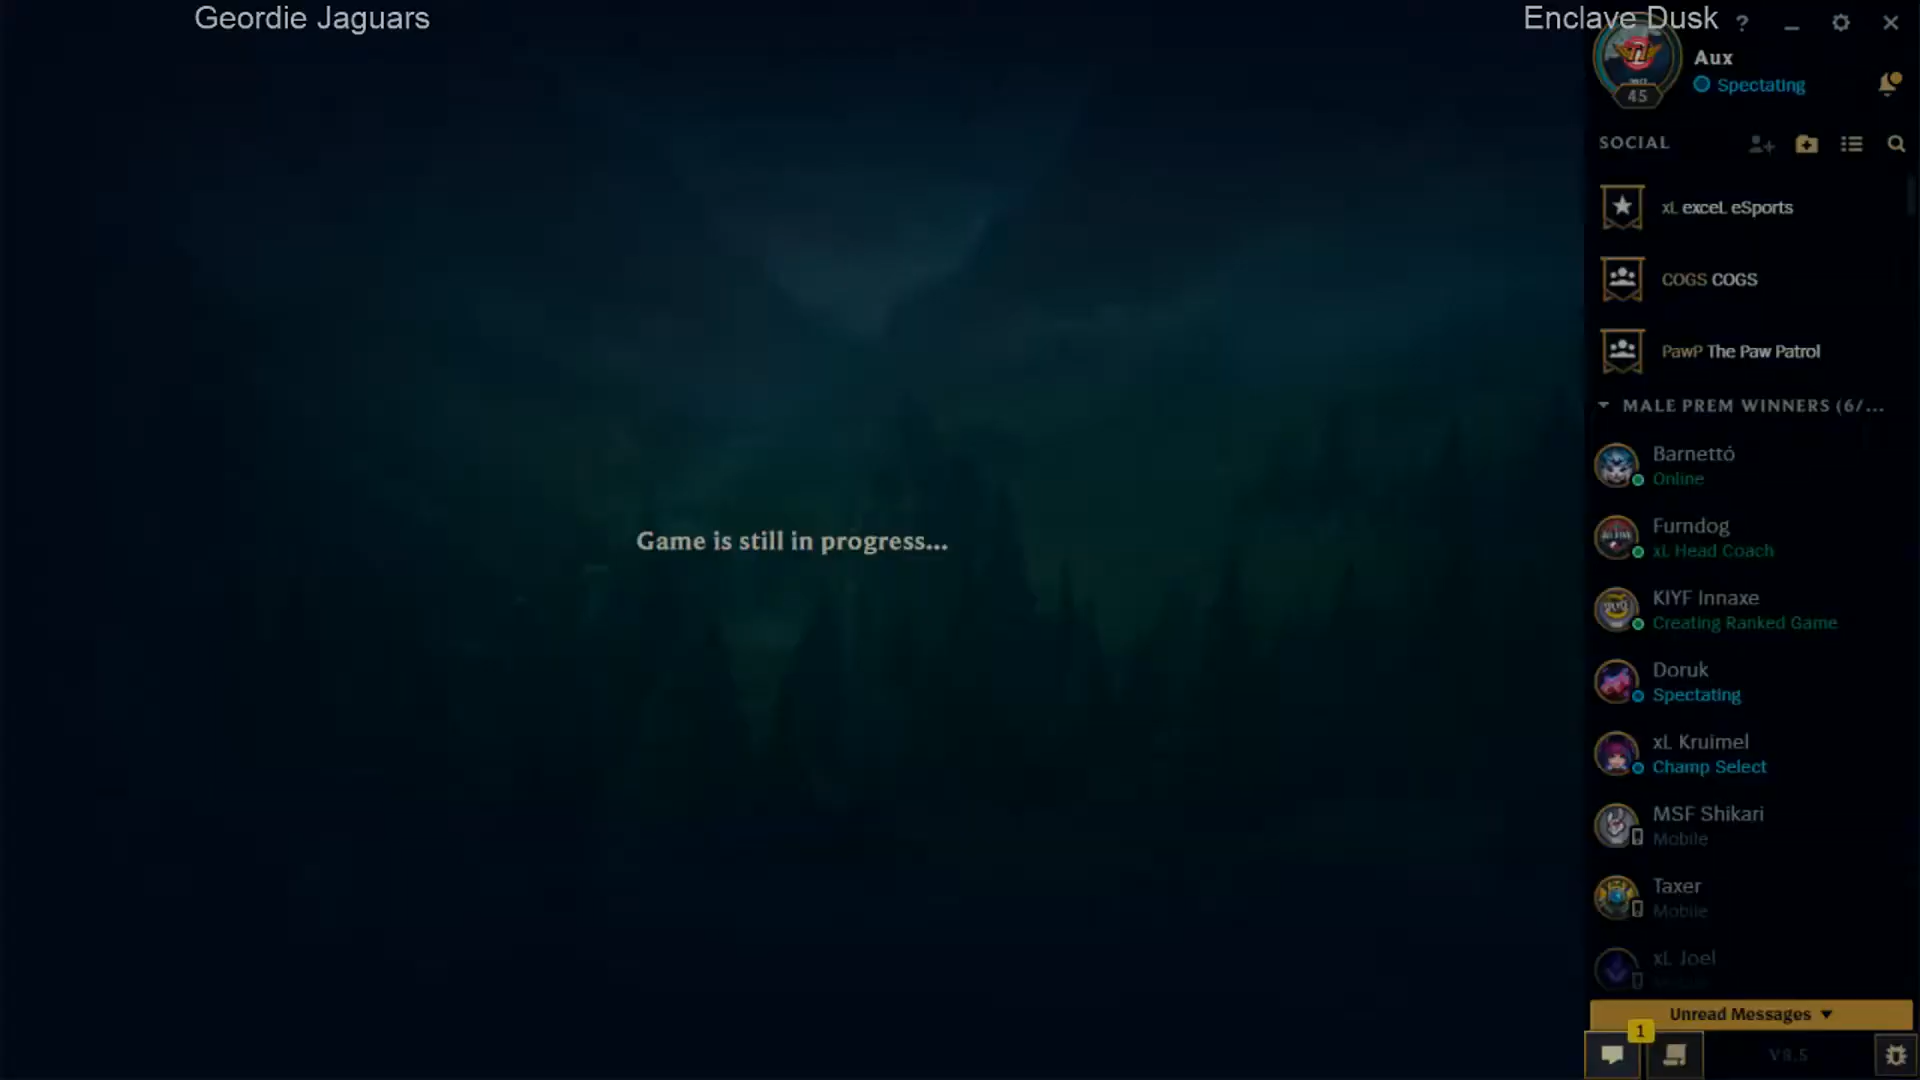 Geordie Jaguars
Enclave Dusk
?
Aux
45
Spectating
SOCIAL
xL exceL eSports
COGS COGS
PawP The Paw Patrol
MALE PREM WINNERS (6/...
Barnettó
Online
Furndog
xL Head Coach
KIYF Innaxe
Creating Ranked Game
Game is still in progress...
Doruk
Spectating
xL Kruimel
Champ Select
MSF Shikari
Mobile
Taxer
Mobile
xL Joel
Unread Messages
1
V8.5